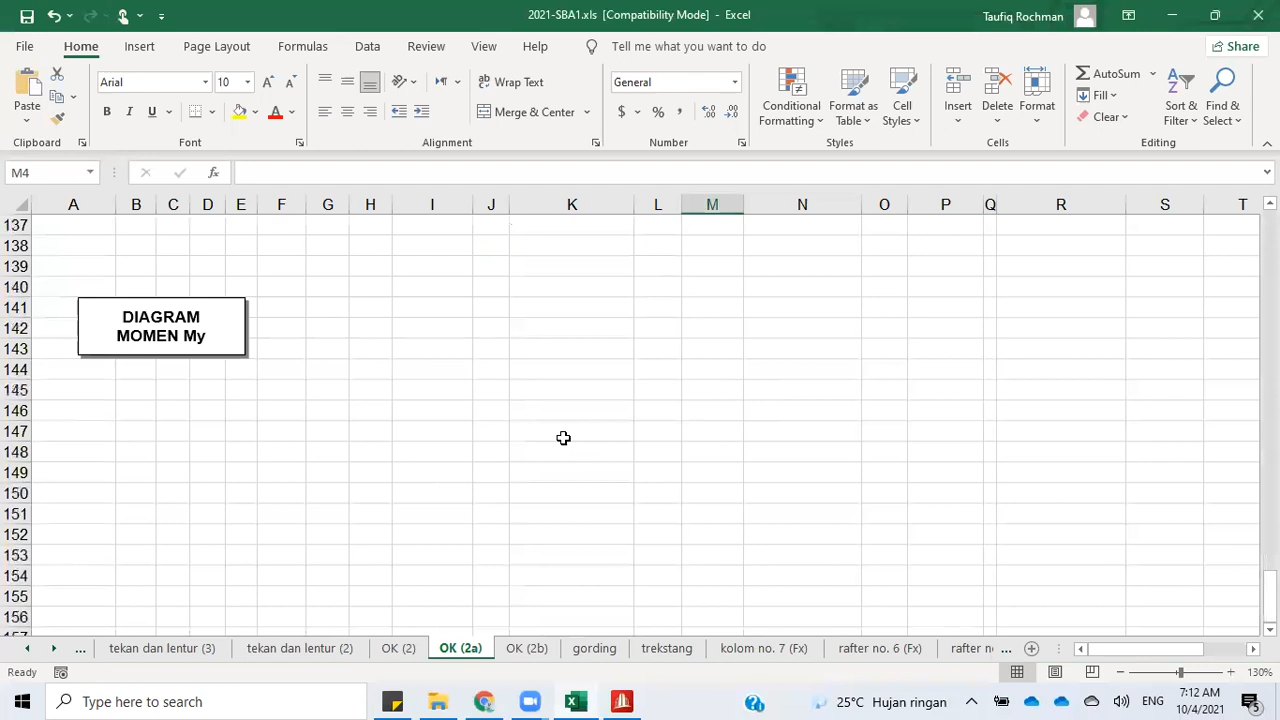 2021-SBA1.xls [Compatibility Mode] - Excel
Taufiq Rochman
File Home Insert Page Layout Formulas Data Review View Help Tell me what you want to do Share
Paste
Clipboard
Arial 10
B I U
Font
Wrap Text
Merge & Center
Alignment
General
$ % ,
Number
Conditional Formatting
Format as Table
Cell Styles
Styles
Insert Delete Format
Cells
AutoSum
Fill
Clear
Sort & Filter
Find & Select
Editing
M4 fx
A B C D E F G H I J K L M N O P Q R S T
137
138
139
140
141
142
143
144
145
146
147
148
149
150
151
152
153
154
155
156
157
DIAGRAM
MOMEN My
... tekan dan lentur (3) tekan dan lentur (2) OK (2) OK (2a) OK (2b) gording trekstang kolom no. 7 (Fx) rafter no. 6 (Fx) rafter n ...
Ready 130%
Type here to search 25°C Hujan ringan ENG 7:12 AM
10/4/2021 5